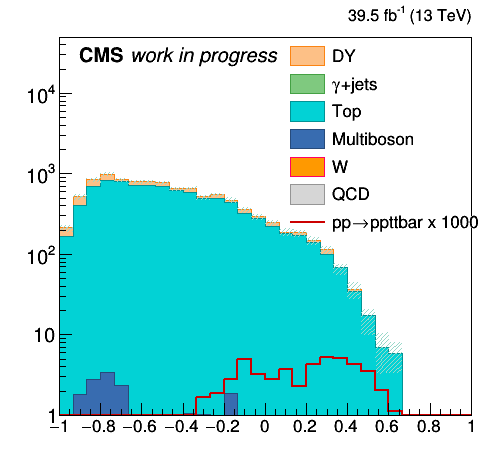 39.5 fb⁻¹ (13 TeV)
CMS work in progress
DY
γ+jets
Top
Multiboson
W
QCD
pp→ppttbar x 1000
10⁴
10³
10²
10
1
−1 −0.8 −0.6 −0.4 −0.2 0 0.2 0.4 0.6 0.8 1